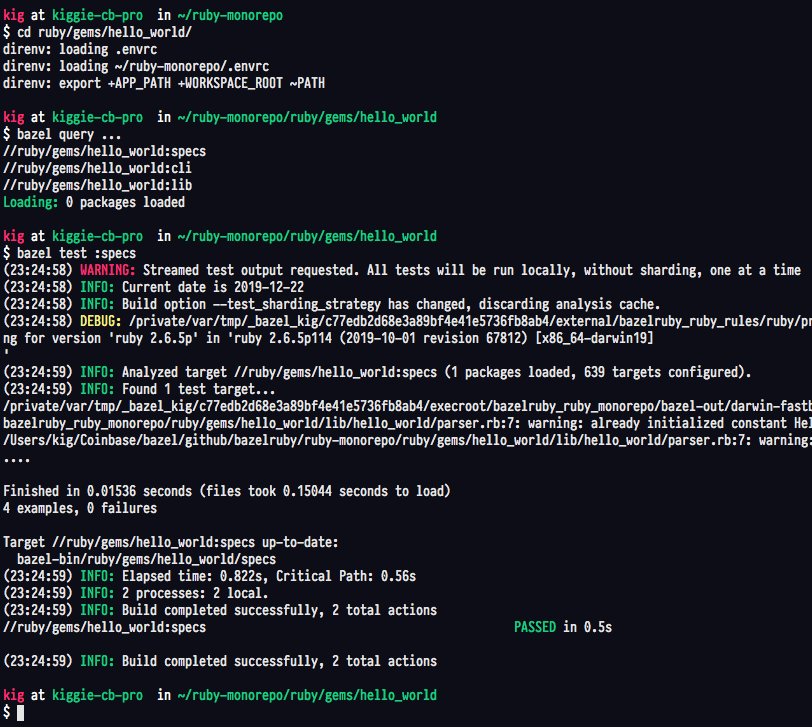 kig at kiggie-cb-pro  in ~/ruby-monorepo
$ cd ruby/gems/hello_world/
direnv: loading .envrc
direnv: loading ~/ruby-monorepo/.envrc
direnv: export +APP_PATH +WORKSPACE_ROOT ~PATH
kig at kiggie-cb-pro  in ~/ruby-monorepo/ruby/gems/hello_world
$ bazel query ...
//ruby/gems/hello_world:specs
//ruby/gems/hello_world:cli
//ruby/gems/hello_world:lib
Loading: 0 packages loaded
kig at kiggie-cb-pro  in ~/ruby-monorepo/ruby/gems/hello_world
$ bazel test :specs
(23:24:58) WARNING: Streamed test output requested. All tests will be run locally, without sharding, one at a time
(23:24:58) INFO: Current date is 2019-12-22
(23:24:58) INFO: Build option --test_sharding_strategy has changed, discarding analysis cache.
(23:24:58) DEBUG: /private/var/tmp/_bazel_kig/c77edb2d68e3a89bf4e41e5736fb8ab4/external/bazelruby_ruby_rules/ruby/pr
ng for version 'ruby 2.6.5p' in 'ruby 2.6.5p114 (2019-10-01 revision 67812) [x86_64-darwin19]
'
(23:24:59) INFO: Analyzed target //ruby/gems/hello_world:specs (1 packages loaded, 639 targets configured).
(23:24:59) INFO: Found 1 test target...
/private/var/tmp/_bazel_kig/c77edb2d68e3a89bf4e41e5736fb8ab4/execroot/bazelruby_ruby_monorepo/bazel-out/darwin-fastb
bazelruby_ruby_monorepo/ruby/gems/hello_world/lib/hello_world/parser.rb:7: warning: already initialized constant Hel
/Users/kig/Coinbase/bazel/github/bazelruby/ruby-monorepo/ruby/gems/hello_world/lib/hello_world/parser.rb:7: warning:
....
Finished in 0.01536 seconds (files took 0.15044 seconds to load)
4 examples, 0 failures
Target //ruby/gems/hello_world:specs up-to-date:
  bazel-bin/ruby/gems/hello_world/specs
(23:24:59) INFO: Elapsed time: 0.822s, Critical Path: 0.56s
(23:24:59) INFO: 2 processes: 2 local.
(23:24:59) INFO: Build completed successfully, 2 total actions
//ruby/gems/hello_world:specs PASSED in 0.5s
(23:24:59) INFO: Build completed successfully, 2 total actions
kig at kiggie-cb-pro  in ~/ruby-monorepo/ruby/gems/hello_world
$